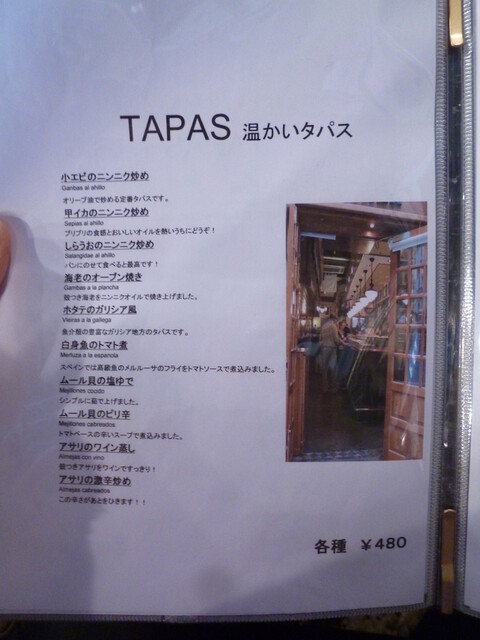 TAPAS 温かいタパス
小エビのニンニク炒め
Ganbas al ahillo
オリーブ油で炒める定番タパスです。
甲イカのニンニク炒め
Sepias al ahillo
プリプリの食感とおいしいオイルを熱いうちにどうぞ！
しらうおのニンニク炒め
Salangidae al ahillo
パンにのせて食べると最高です！
海老のオーブン焼き
Gambas a la plancha
殻つき海老をニンニクオイルで焼き上げました。
ホタテのガリシア風
Vieiras a la gallega
魚介類の豊富なガリシア地方のタパスです。
白身魚のトマト煮
Merluza a la espanola
スペインでは高級魚のメルルーサのフライをトマトソースで煮込みました。
ムール貝の塩ゆで
Mejillones cocido
シンプルに茹で上げました。
ムール貝のピリ辛
Mejillones cabreados
トマトベースの辛いスープで煮込みました。
アサリのワイン蒸し
Almejas con vino
殻つきアサリをワインですっきり！
アサリの激辛炒め
Almejas cabreados
この辛さがあとをひきます！！
各種 ￥480